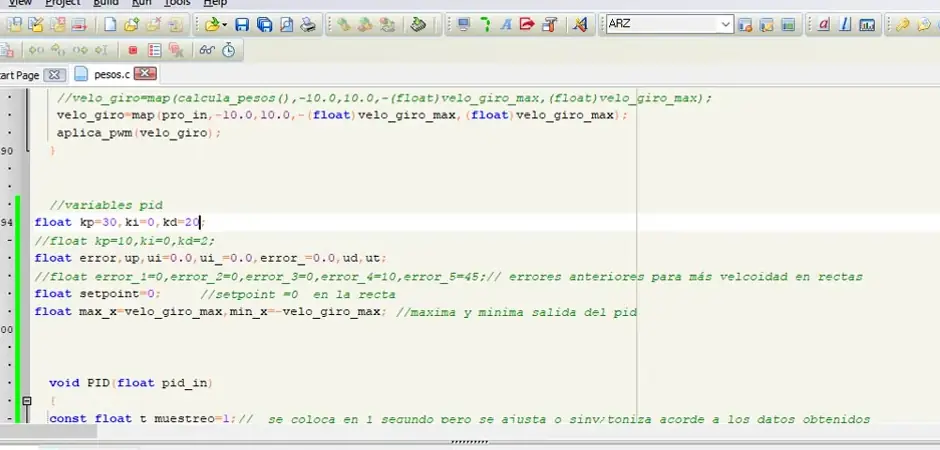 View Project Build Run Tools Help
ARZ
Start Page pesos.c
//velo_giro=map(calcula_pesos(),-10.0,10.0,-(float)velo_giro_max,(float)velo_giro_max);
velo_giro=map(pro_in,-10.0,10.0,-(float)velo_giro_max,(float)velo_giro_max);
aplica_pwm(velo_giro);
90 }
//variables pid
94 float kp=30,ki=0,kd=20;
//float kp=10,ki=0,kd=2;
float error,up,ui=0.0,ui_=0.0,error_=0.0,ud,ut;
//float error_1=0,error_2=0,error_3=0,error_4=10,error_5=45;// errores anteriores para más velcoidad en rectas
float setpoint=0; //setpoint =0 en la recta
float max_x=velo_giro_max,min_x=-velo_giro_max; //maxima y minima salida del pid
00
void PID(float pid_in)
{
const float t_muestreo=1;// se coloca en 1 segundo pero se ajusta o siny/toniza acorde a los datos obtenidos